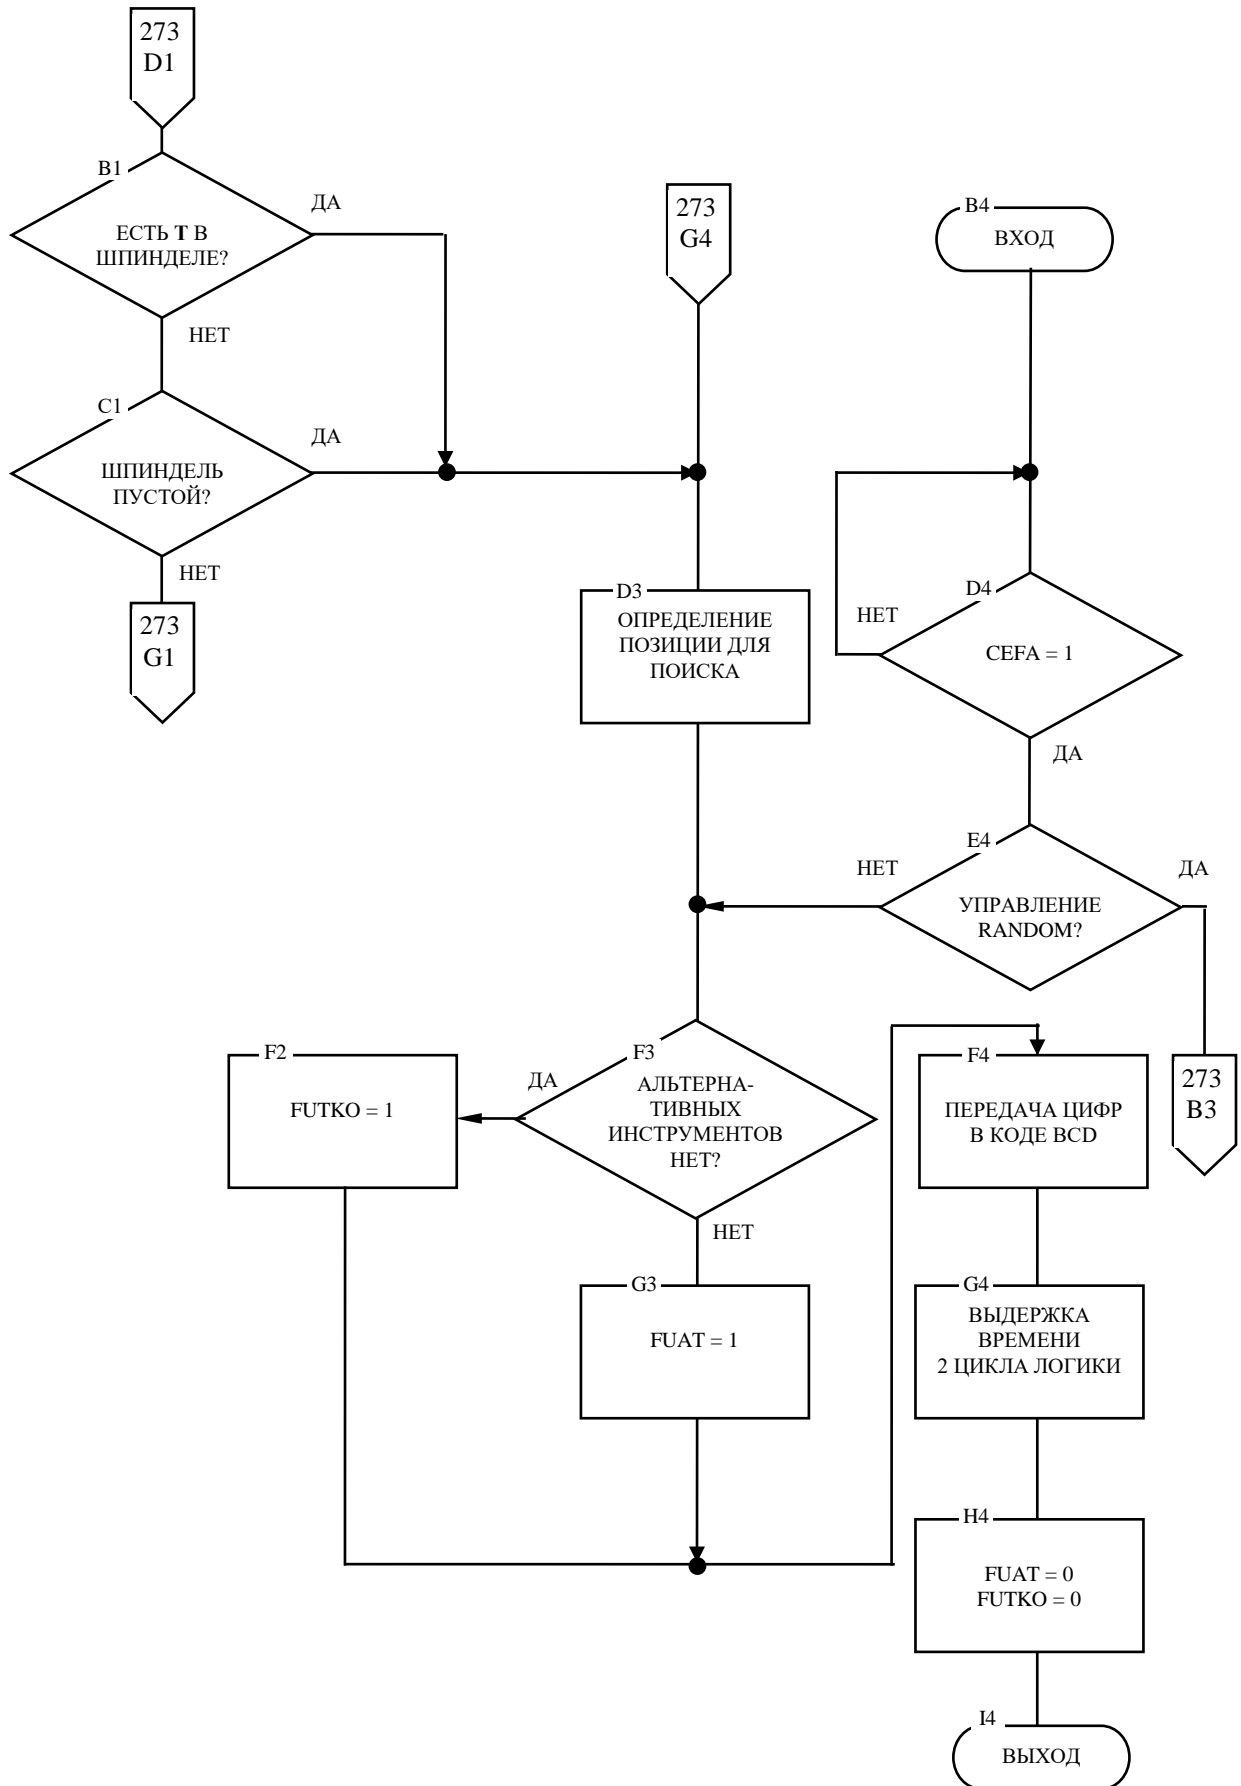 273
D1
B1
ДА
ЕСТЬ Т В
ШПИНДЕЛЕ?
НЕТ
273
G4
B4
ВХОД
C1
ДА
ШПИНДЕЛЬ
ПУСТОЙ?
НЕТ
273
G1
D3
ОПРЕДЕЛЕНИЕ
ПОЗИЦИИ ДЛЯ
ПОИСКА
D4
НЕТ
CEFA = 1
ДА
E4
НЕТ
ДА
УПРАВЛЕНИЕ
RANDOM?
F2
FUTKO = 1
F3
ДА
АЛЬТЕРНА-
ТИВНЫХ
ИНСТРУМЕНТОВ
НЕТ?
НЕТ
F4
ПЕРЕДАЧА ЦИФР
В КОДЕ BCD
273
B3
G3
FUAT = 1
G4
ВЫДЕРЖКА
ВРЕМЕНИ
2 ЦИКЛА ЛОГИКИ
H4
FUAT = 0
FUTKO = 0
I4
ВЫХОД